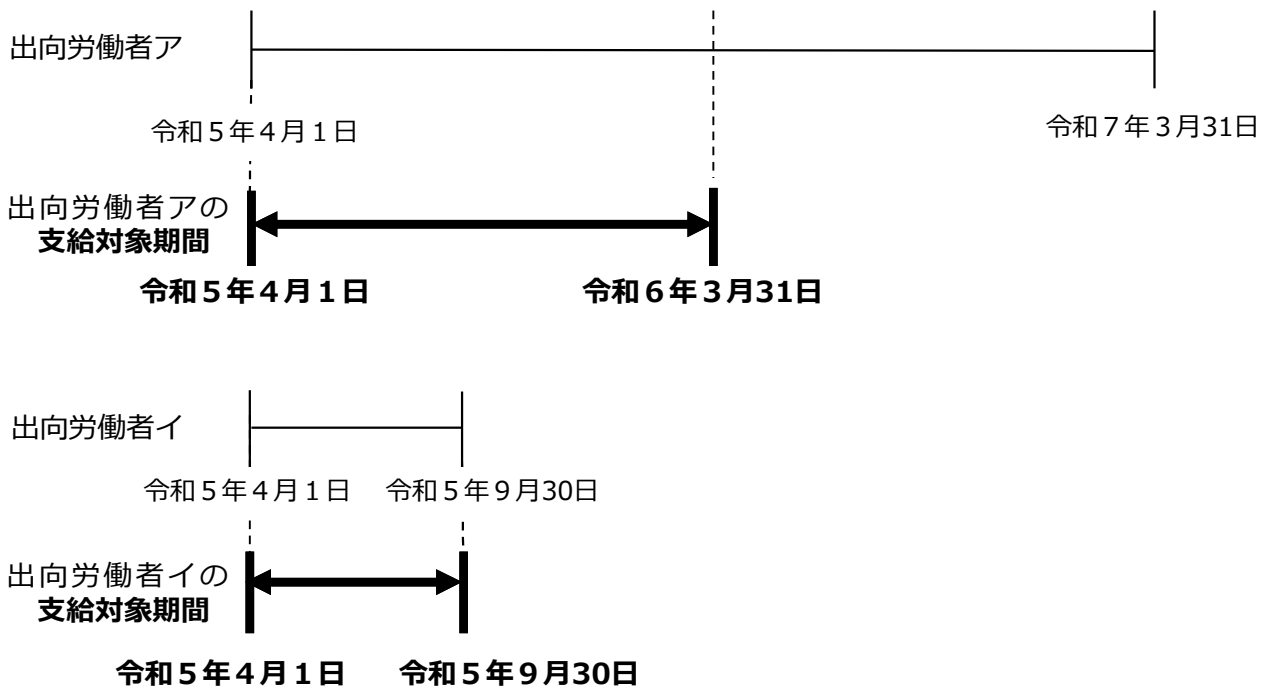 出向労働者ア
令和５年４月１日
令和７年３月31日
出向労働者アの
支給対象期間
令和５年４月１日
令和６年３月31日
出向労働者イ
令和５年４月１日
令和５年９月30日
出向労働者イの
支給対象期間
令和５年４月１日
令和５年９月30日